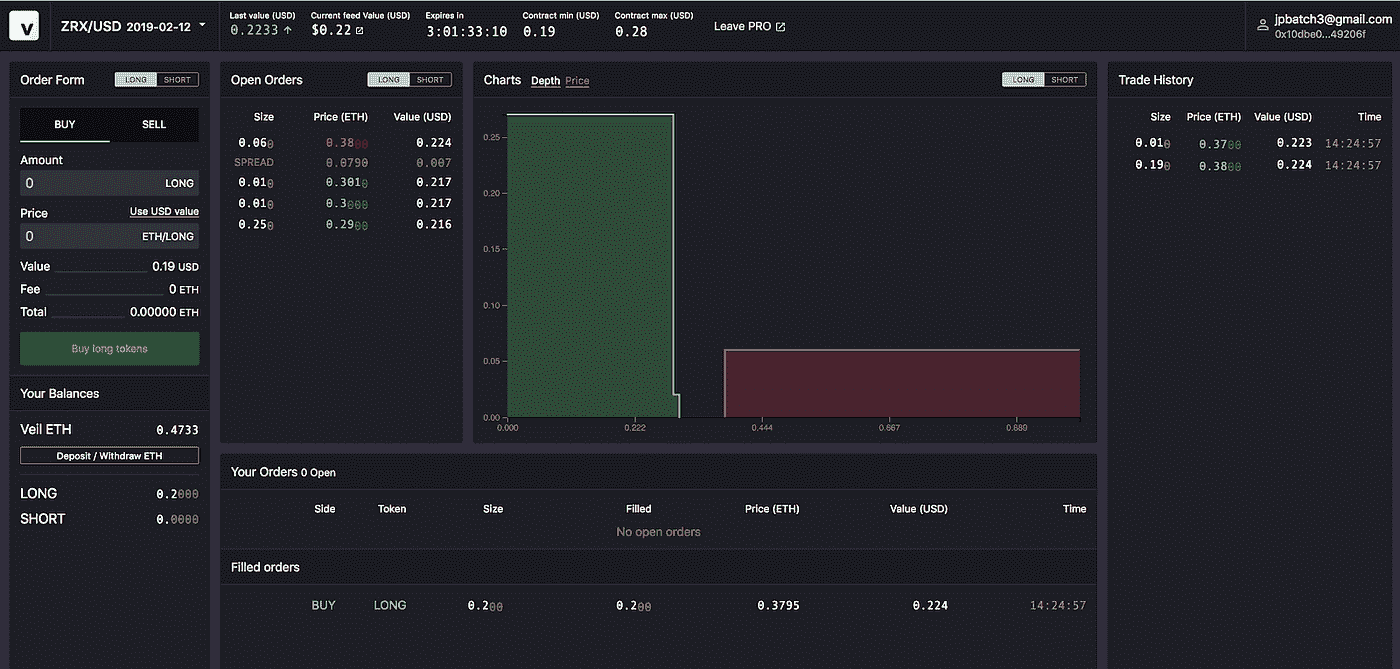 v
ZRX/USD 2019-02-12
Last value (USD)
0.2233
Current feed Value (USD)
$0.22
Expires in
3:01:33:10
Contract min (USD)
0.19
Contract max (USD)
0.28
Leave PRO
jpbatch3@gmail.com
0x10dbe0...49206f
Order Form LONG SHORT
BUY SELL
Amount
0 LONG
Price Use USD value
0 ETH/LONG
Value 0.19 USD
Fee 0 ETH
Total 0.00000 ETH
Buy long tokens
Your Balances
Veil ETH 0.4733
Deposit / Withdraw ETH
LONG 0.2000
SHORT 0.0000
Open Orders LONG SHORT
Size Price (ETH) Value (USD)
0.060 0.3800 0.224
SPREAD 0.0790 0.007
0.010 0.3010 0.217
0.010 0.3000 0.217
0.250 0.2900 0.216
Charts Depth Price LONG SHORT
0.25
0.20
0.15
0.10
0.05
0.00
0.000 0.222 0.444 0.667 0.889
Your Orders 0 Open
Side Token Size Filled Price (ETH) Value (USD) Time
No open orders
Filled orders
BUY LONG 0.200 0.200 0.3795 0.224 14:24:57
Trade History
Size Price (ETH) Value (USD) Time
0.010 0.3700 0.223 14:24:57
0.190 0.3800 0.224 14:24:57